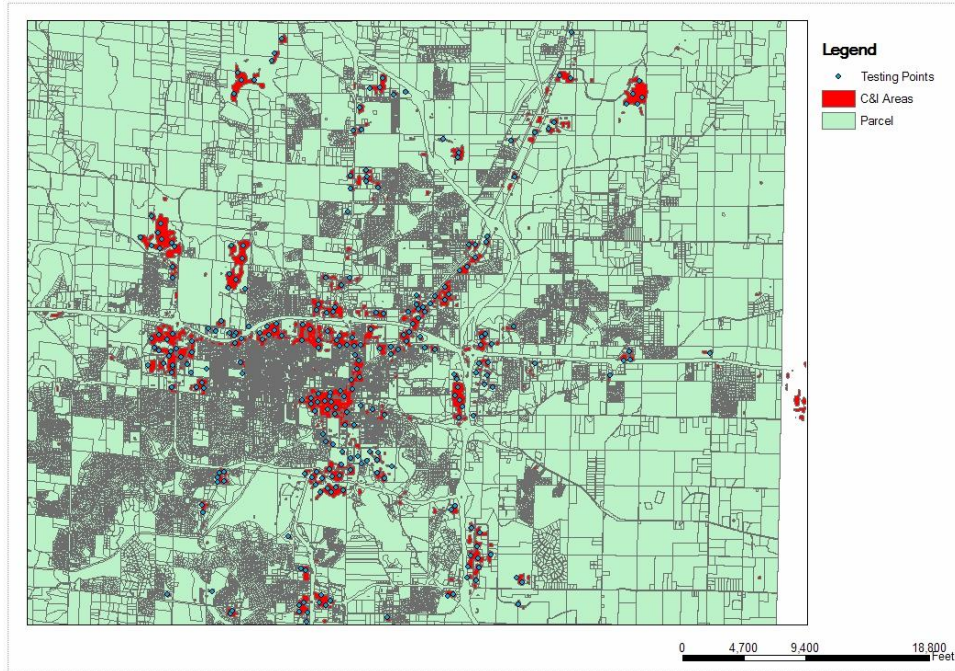 Legend
Testing Points
C&I Areas
Parcel
0 4,700 9,400 18,800
Feet